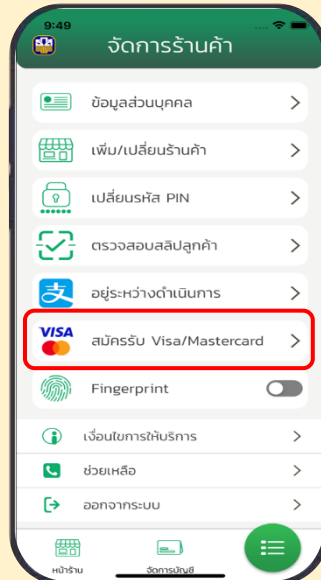 9:49
จัดการร้านค้า
ข้อมูลส่วนบุคคล
เพิ่ม/เปลี่ยนร้านค้า
เปลี่ยนรหัส PIN
ตรวจสอบสลิปลูกค้า
อยู่ระหว่างดำเนินการ
VISA
สมัครรับ Visa/Mastercard
Fingerprint
เงื่อนไขการให้บริการ
ช่วยเหลือ
ออกจากระบบ
หน้าร้าน
จัดการบัญชี